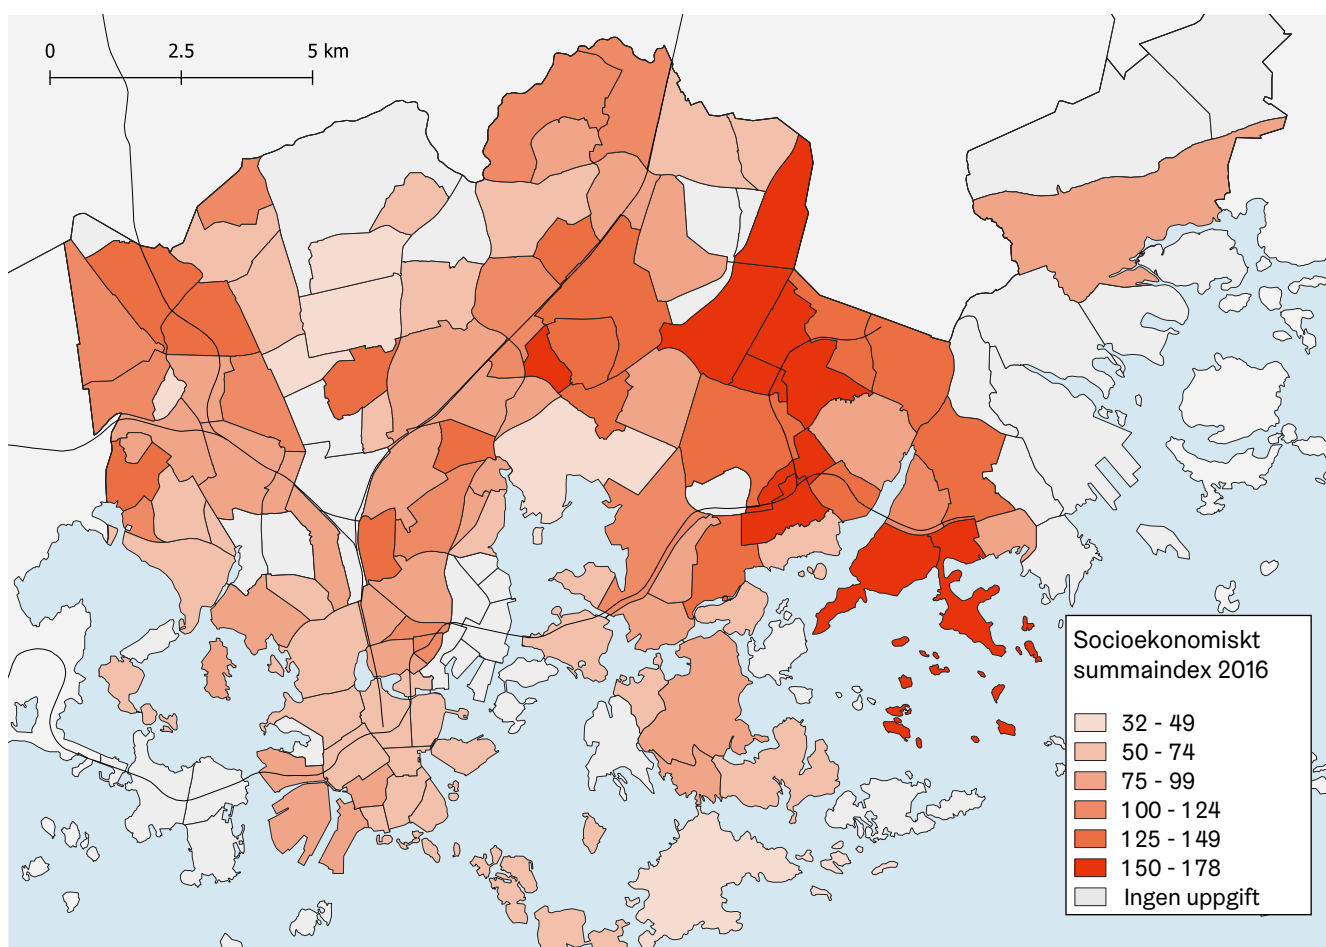 0 2.5 5 km
Socioekonomiskt
summaindex 2016
32 - 49
50 - 74
75 - 99
100 - 124
125 - 149
150 - 178
Ingen uppgift